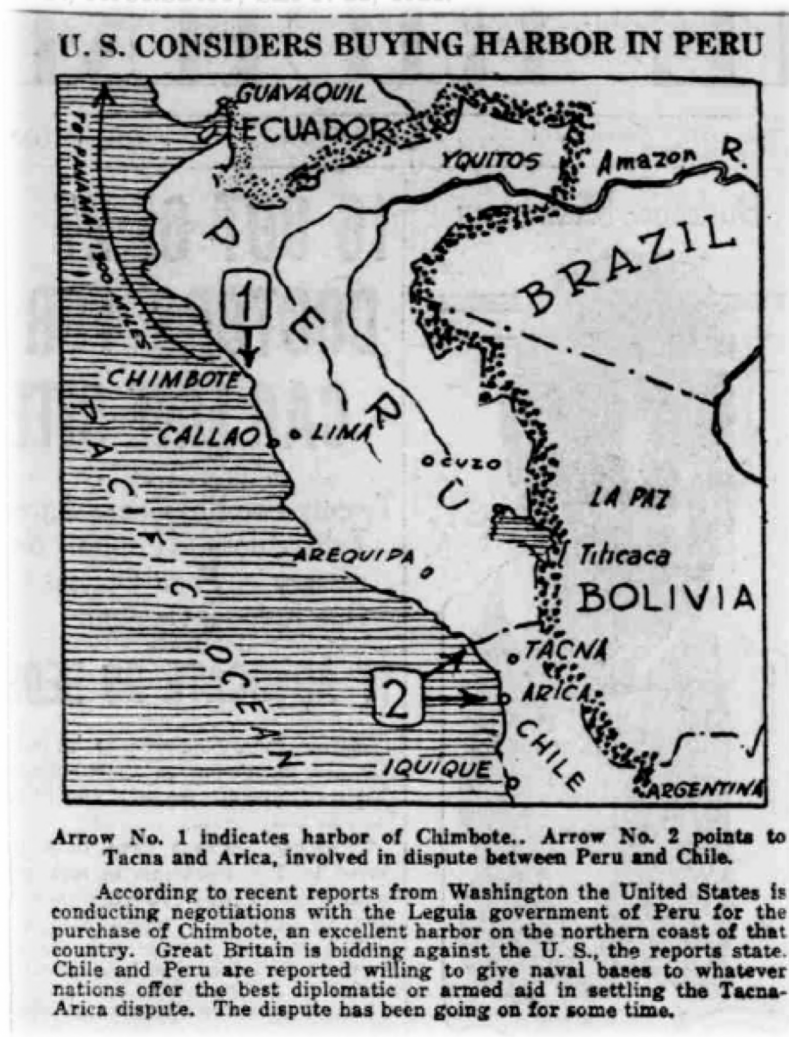 U. S. CONSIDERS BUYING HARBOR IN PERU
GUAYAQUIL
ECUADOR
YQUITOS
Amazon R.
TO PANAMA 1300 MILES
PERU
BRAZIL
1
CHIMBOTE
CALLAO
LIMA
CUZO
PACIFIC OCEAN
LA PAZ
Titicaca
AREQUIPA
BOLIVIA
TACNA
2
ARICA
CHILE
IQUIQUE
ARGENTINA
Arrow No. 1 indicates harbor of Chimbote.. Arrow No. 2 points to
Tacna and Arica, involved in dispute between Peru and Chile.
According to recent reports from Washington the United States is
conducting negotiations with the Leguia government of Peru for the
purchase of Chimbote, an excellent harbor on the northern coast of that
country. Great Britain is bidding against the U. S., the reports state.
Chile and Peru are reported willing to give naval bases to whatever
nations offer the best diplomatic or armed aid in settling the Tacna-
Arica dispute. The dispute has been going on for some time.